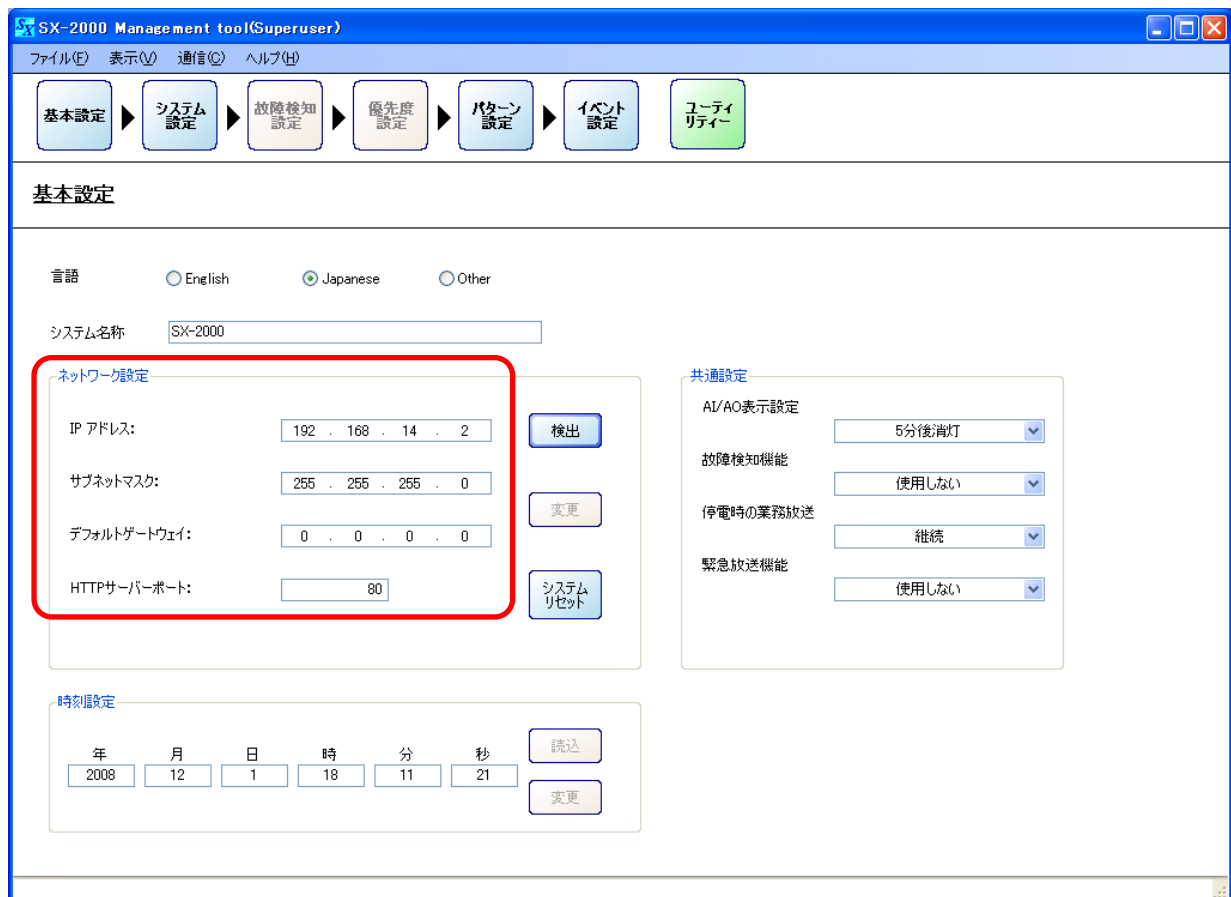 SX-2000 Management tool(Superuser)
ファイル(F) 表示(V) 通信(C) ヘルプ(H)
基本設定
システム
設定
故障検知
設定
優先度
設定
パターン
設定
イベント
設定
ユーティ
リティー
基本設定
言語 English Japanese Other
システム名称 SX-2000
ネットワーク設定
IP アドレス: 192 . 168 . 14 . 2
検出
サブネットマスク: 255 . 255 . 255 . 0
変更
デフォルトゲートウェイ: 0 . 0 . 0 . 0
HTTPサーバーポート: 80
システム
リセット
共通設定
AI/AO表示設定
5分後消灯
故障検知機能
使用しない
停電時の業務放送
継続
緊急放送機能
使用しない
時刻設定
年 月 日 時 分 秒
2008 12 1 18 11 21
読込
変更